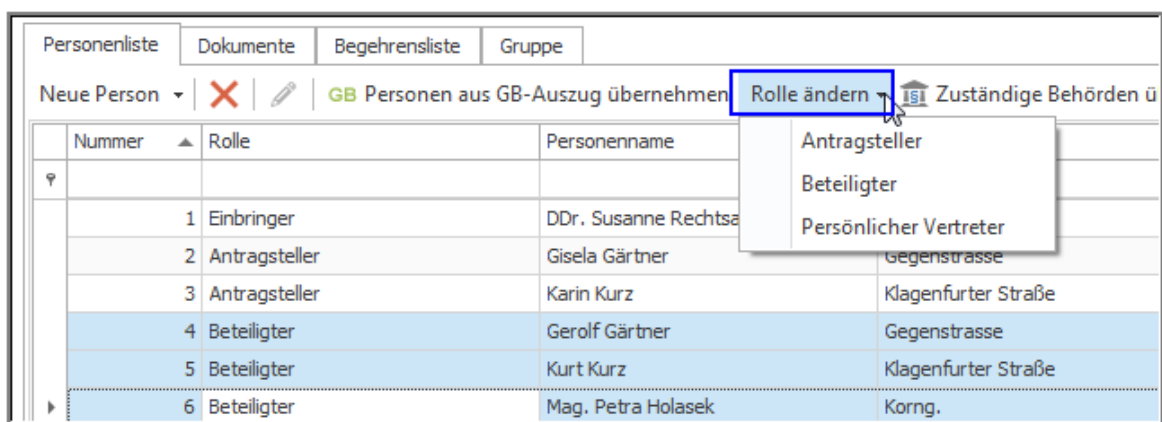 Personenliste Dokumente Begehrensliste Gruppe
Neue Person GB Personen aus GB-Auszug übernehmen Rolle ändern Zuständige Behörden ü
Nummer Rolle Personenname Antragsteller
Beteiligter
1 Einbringer DDr. Susanne Rechtsa Persönlicher Vertreter
2 Antragsteller Gisela Gärtner Gegenstrasse
3 Antragsteller Karin Kurz Klagenfurter Straße
4 Beteiligter Gerolf Gärtner Gegenstrasse
5 Beteiligter Kurt Kurz Klagenfurter Straße
6 Beteiligter Mag. Petra Holasek Korng.